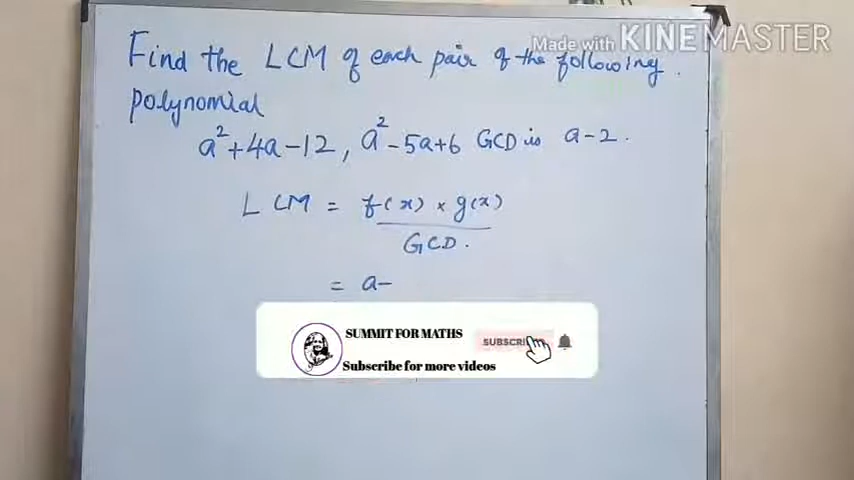 Made with KINEMASTER
Find the LCM of each pair of the following.
polynomial
a² + 4a - 12, a² - 5a + 6 GCD is a - 2.
LCM = f(x) × g(x)
GCD.
= a-
SUMMIT FOR MATHS
SUBSCRI
Subscribe for more videos